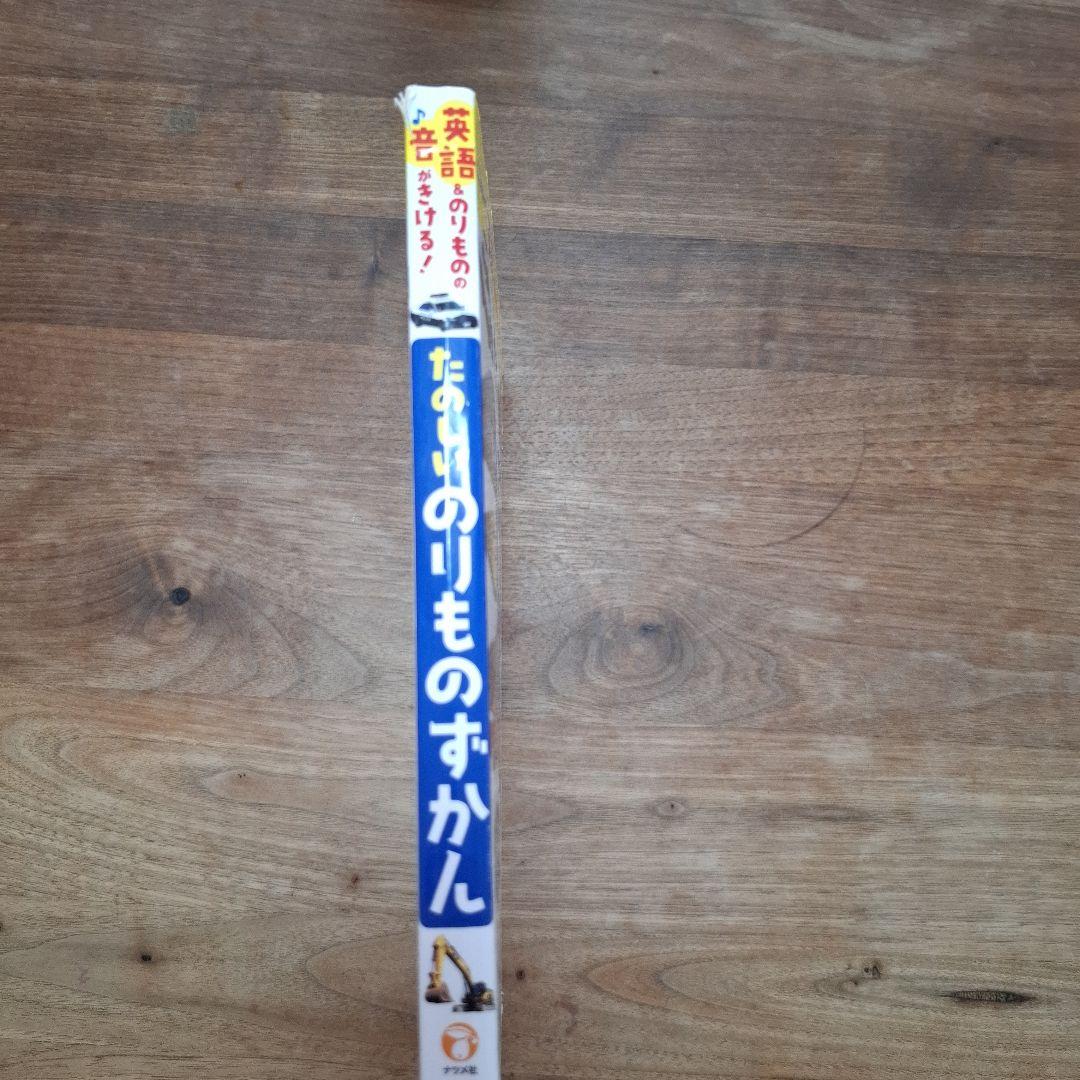 英語&のりものの
♪音がきける!
たのしいのりものずかん
ナツメ社